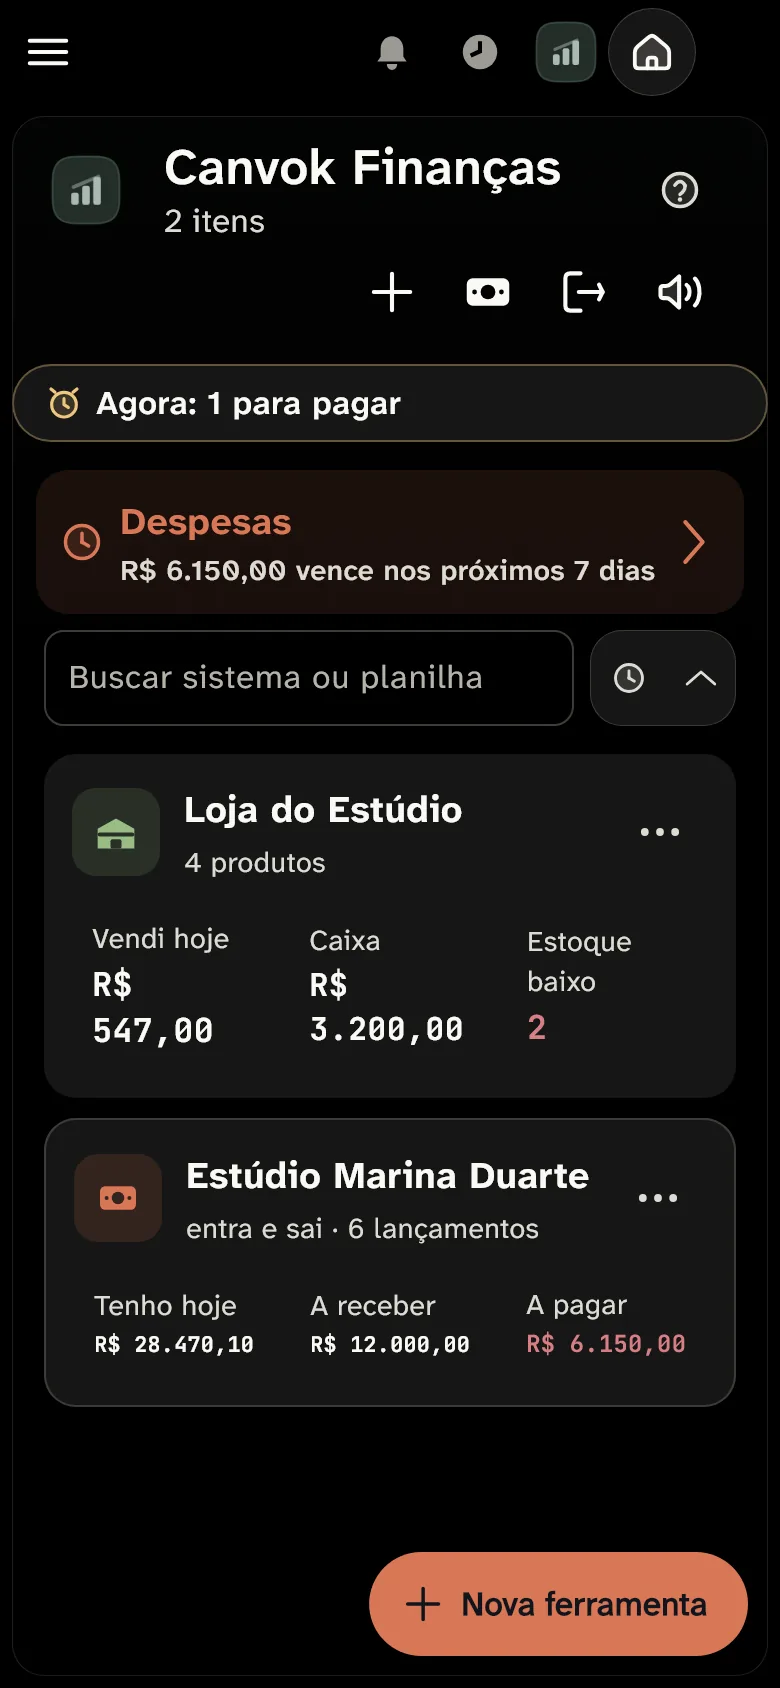 Canvok Finanças
2 itens
Agora: 1 para pagar
Despesas
R$ 6.150,00 vence nos próximos 7 dias
Buscar sistema ou planilha
Loja do Estúdio
4 produtos
Vendi hoje
R$
547,00
Caixa
R$
3.200,00
Estoque
baixo
2
Estúdio Marina Duarte
entra e sai · 6 lançamentos
Tenho hoje
R$ 28.470,10
A receber
R$ 12.000,00
A pagar
R$ 6.150,00
Nova ferramenta